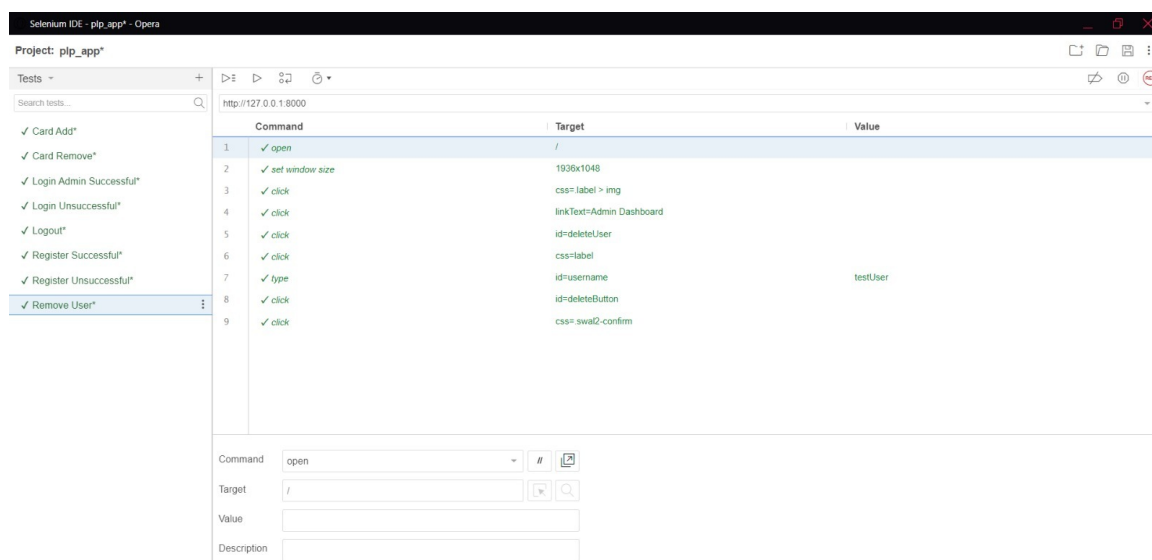 Selenium IDE - plp_app* - Opera
Project: plp_app*
Tests
Search tests...
http://127.0.0.1:8000
✓ Card Add*
✓ Card Remove*
✓ Login Admin Successful*
✓ Login Unsuccessful*
✓ Logout*
✓ Register Successful*
✓ Register Unsuccessful*
✓ Remove User*
Command Target Value
1 ✓ open /
2 ✓ set window size 1936x1048
3 ✓ click css=.label > img
4 ✓ click linkText=Admin Dashboard
5 ✓ click id=deleteUser
6 ✓ click css=label
7 ✓ type id=username testUser
8 ✓ click id=deleteButton
9 ✓ click css=.swal2-confirm
Command open //
Target /
Value
Description